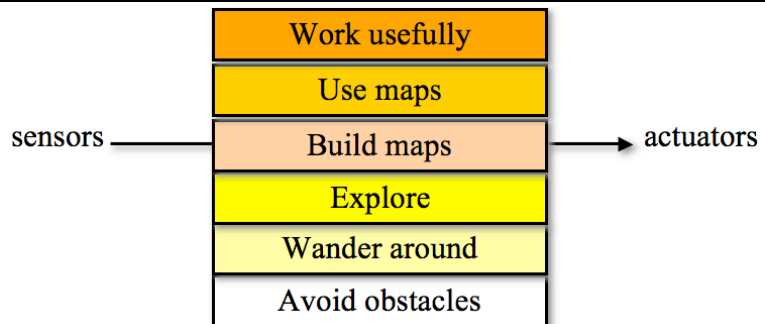 Work usefully
Use maps
sensors
Build maps
actuators
Explore
Wander around
Avoid obstacles